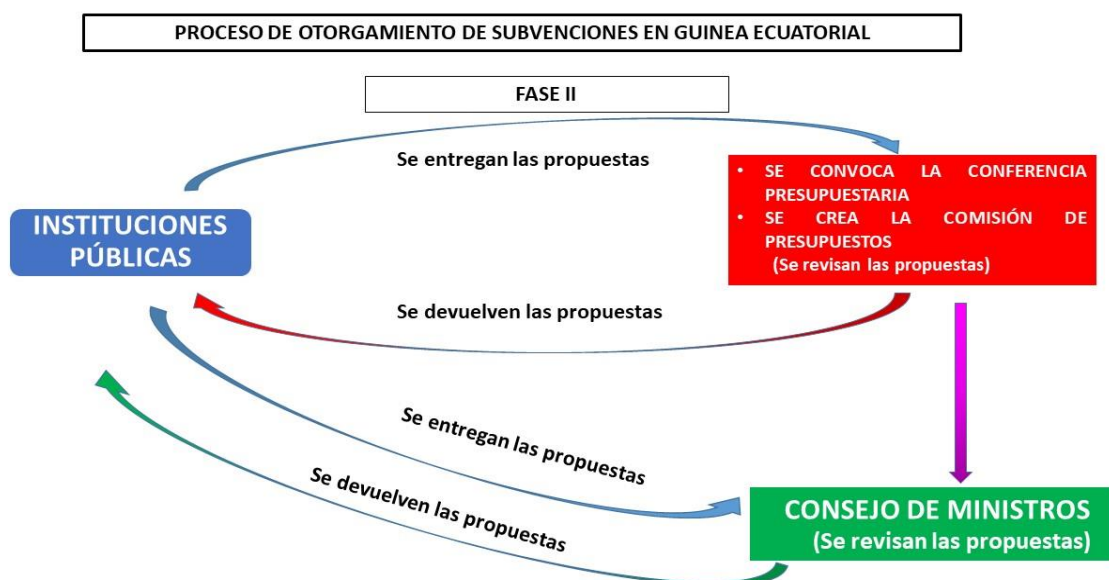 PROCESO DE OTORGAMIENTO DE SUBVENCIONES EN GUINEA ECUATORIAL
FASE II
Se entregan las propuestas
• SE CONVOCA LA CONFERENCIA
PRESUPUESTARIA
• SE CREA LA COMISIÓN DE
PRESUPUESTOS
(Se revisan las propuestas)
INSTITUCIONES
PÚBLICAS
Se devuelven las propuestas
Se entregan las propuestas
Se devuelven las propuestas
CONSEJO DE MINISTROS
(Se revisan las propuestas)